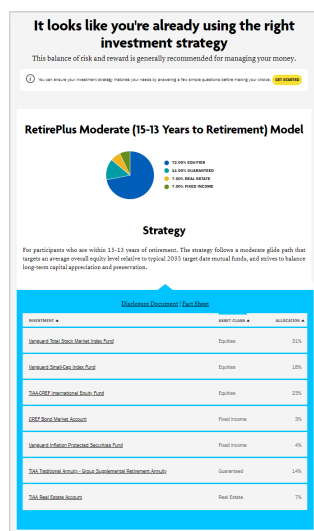 It looks like you're already using the right
investment strategy
This balance of risk and reward is generally recommended for managing your money.
i You can ensure your investment strategy matches your needs by answering a few simple questions before making your choice. GET STARTED
RetirePlus Moderate (15-13 Years to Retirement) Model
72.00% EQUITIES
14.00% GUARANTEED
7.00% REAL ESTATE
7.00% FIXED-INCOME
Strategy
For participants who are within 15-13 years of retirement. The strategy follows a moderate glide path that
targets an average overall equity level relative to typical 2035 target date mutual funds, and strives to balance
long-term capital appreciation and preservation.
Disclosure Document | Fact Sheet
INVESTMENT ASSET CLASS ALLOCATION
Vanguard Total Stock Market Index Fund Equities 31%
Vanguard Small-Cap Index Fund Equities 18%
TIAA-CREF International Equity Fund Equities 23%
CREF Bond Market Account Fixed Income 3%
Vanguard Inflation Protected Securities Fund Fixed Income 4%
TIAA Traditional Annuity - Group Supplemental Retirement Annuity Guaranteed 14%
TIAA Real Estate Account Real Estate 7%